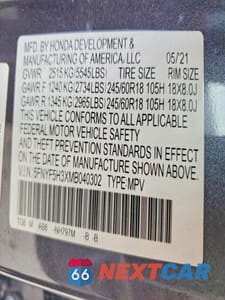 MFD. BY HONDA DEVELOPMENT &
MANUFACTURING OF AMERICA, LLC 05/21
GVWR 2515 KG (5545LBS) TIRE SIZE RIM SIZE
GAWR F 1240 KG(2734LBS) 245/60R18 105H 18X8.0J
GAWR R 1345 KG(2965LBS) 245/60R18 105H 18X8.0J
THIS VEHICLE CONFORMS TO ALL APPLICABLE
FEDERAL MOTOR VEHICLE SAFETY, BUMPER,
AND THEFT PREVENTION STANDARDS IN EFFECT ON
THE DATE OF MANUFACTURE SHOWN ABOVE.
V.I.N. 5FNYF5H3XMB040302 TYPE MPV
NH797M -B -B
66 NEXTCAR